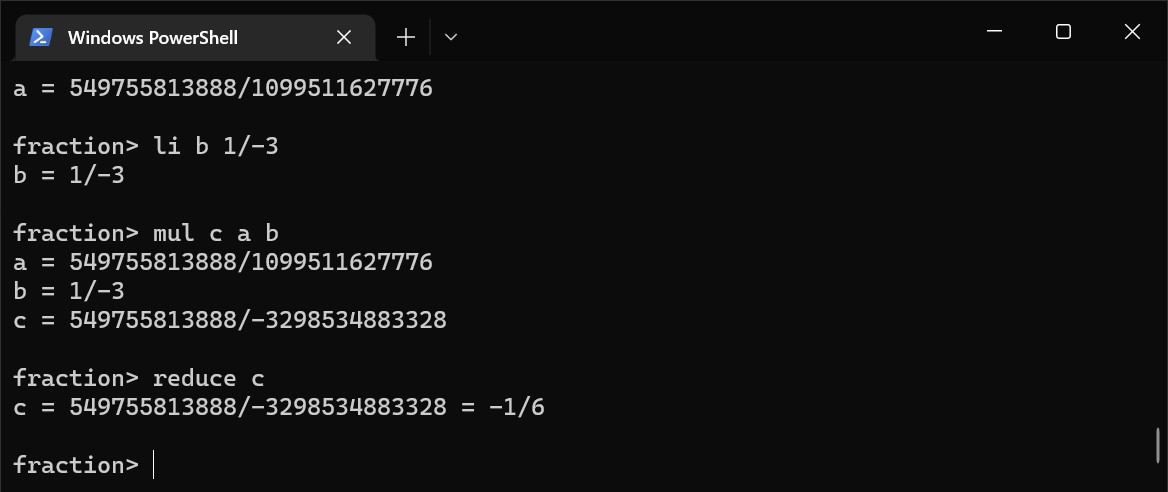 Windows PowerShell
a = 549755813888/1099511627776
fraction> li b 1/-3
b = 1/-3
fraction> mul c a b
a = 549755813888/1099511627776
b = 1/-3
c = 549755813888/-3298534883328
fraction> reduce c
c = 549755813888/-3298534883328 = -1/6
fraction>